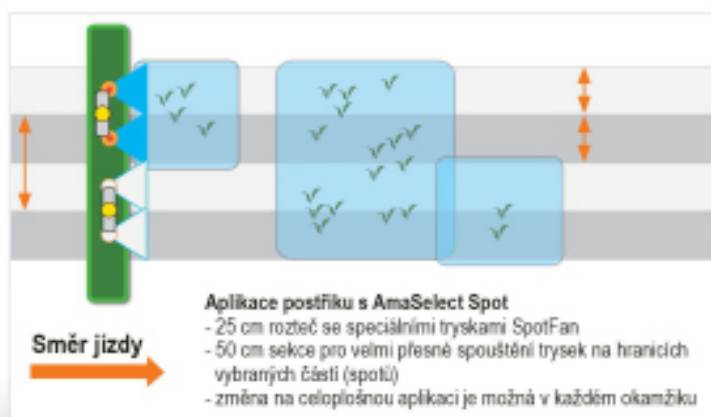 Aplikace postřiku s AmaSelect Spot
- 25 cm rozteč se speciálními tryskami SpotFan
- 50 cm sekce pro velmi přesné spouštění trysek na hranicích
vybraných částí (spotů)
- změna na celoplošnou aplikaci je možná v každém okamžiku
Směr jízdy